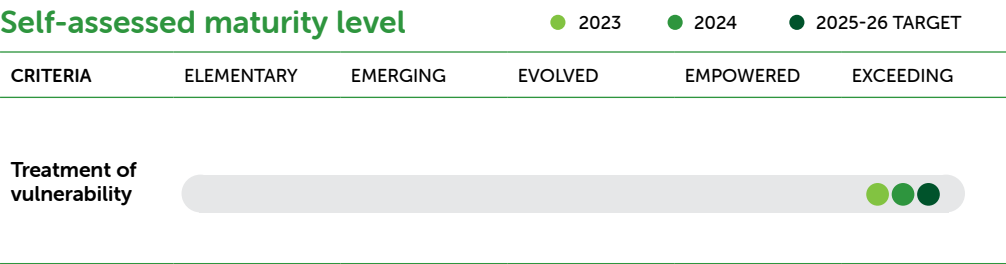 Self-assessed maturity level
2023 2024 2025-26 TARGET
CRITERIA ELEMENTARY EMERGING EVOLVED EMPOWERED EXCEEDING
Treatment of
vulnerability